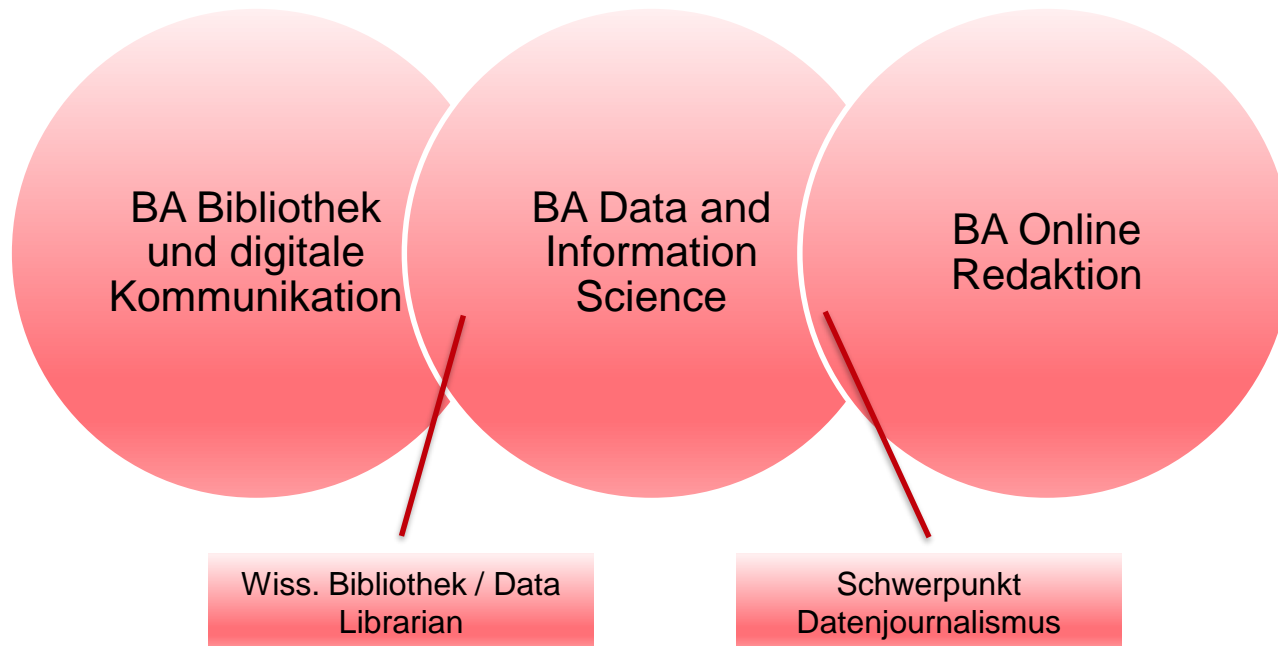 BA Bibliothek
und digitale
Kommunikation
BA Data and
Information
Science
BA Online
Redaktion
Wiss. Bibliothek / Data
Librarian
Schwerpunkt
Datenjournalismus